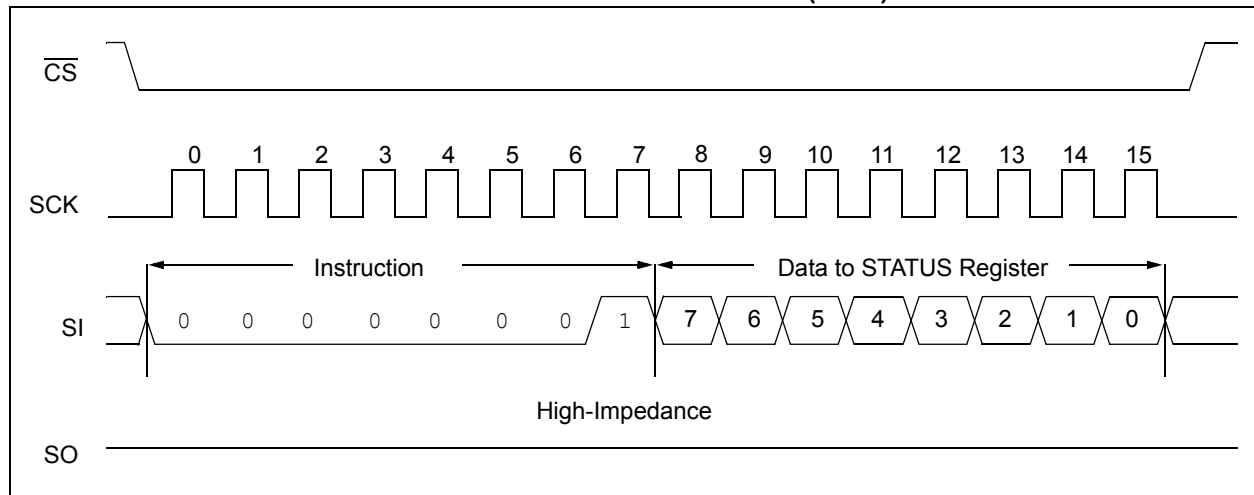 CS
0 1 2 3 4 5 6 7 8 9 10 11 12 13 14 15
SCK
Instruction
Data to STATUS Register
SI
0 0 0 0 0 0 0 1 7 6 5 4 3 2 1 0
High-Impedance
SO